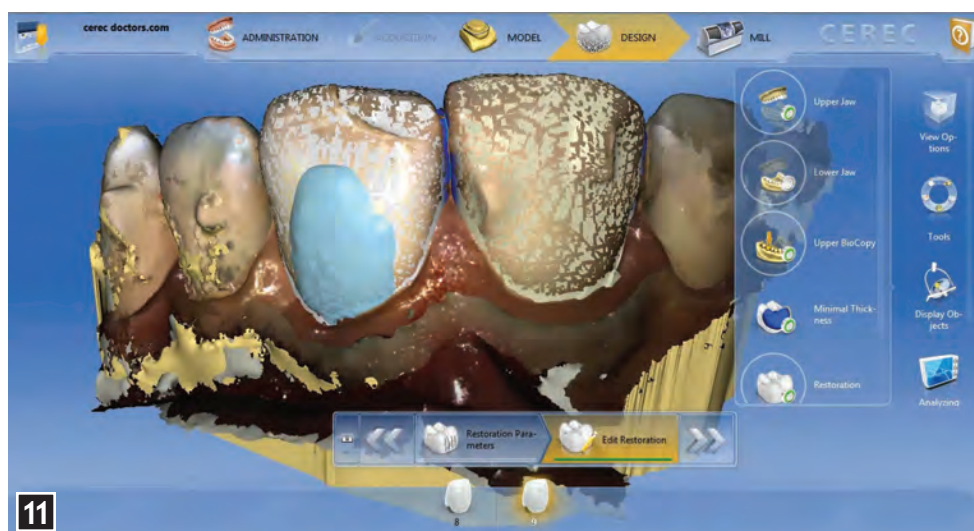 cerec doctors.com
ADMINISTRATION
ACQUISITION
MODEL
DESIGN
MILL
CEREC
?
Upper Jaw
Lower Jaw
Upper BioCopy
Minimal Thick-
ness
Restoration
View Op-
tions
Tools
Display Ob-
jects
Analyzing
Restoration Para-
meters
Edit Restoration
8
9
11